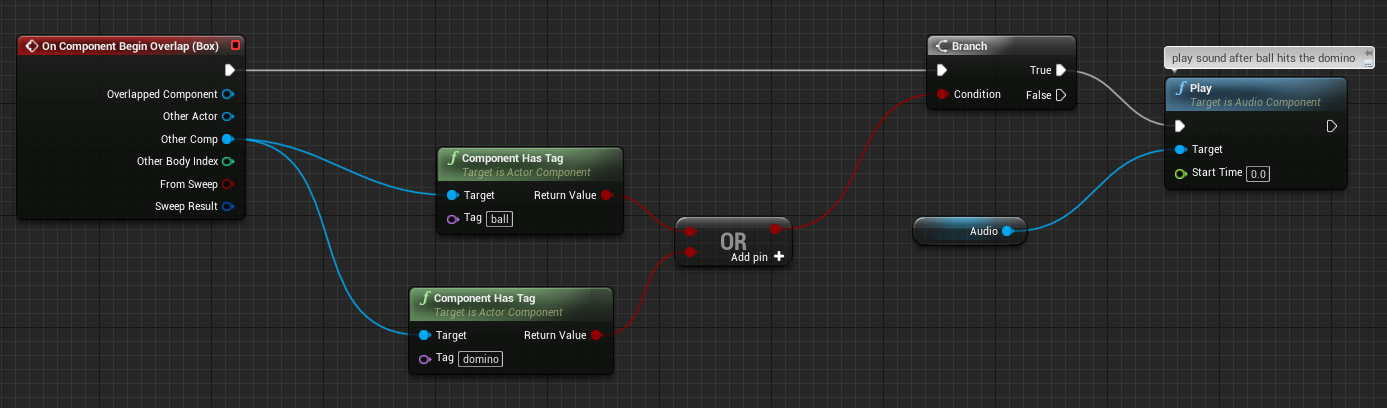 On Component Begin Overlap (Box)
Overlapped Component
Other Actor
Other Comp
Other Body Index
From Sweep
Sweep Result
Component Has Tag
Target is Actor Component
Target
Return Value
Tag ball
Component Has Tag
Target is Actor Component
Target
Return Value
Tag domino
OR
Add pin
Branch
True
Condition
False
Audio
play sound after ball hits the domino
Play
Target is Audio Component
Target
Start Time 0.0